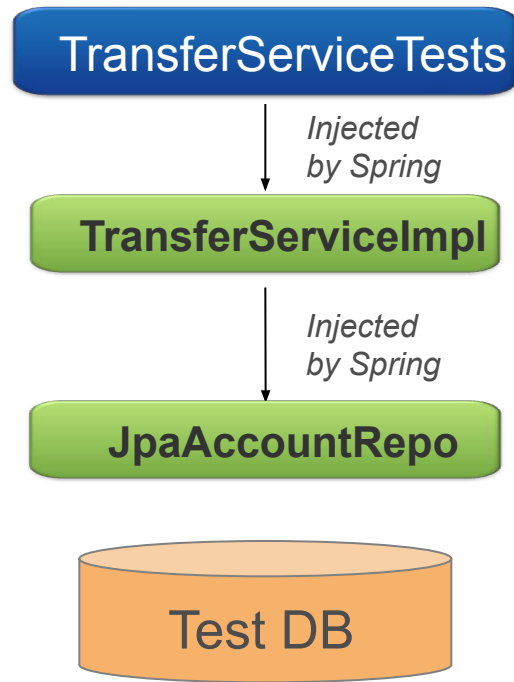 TransferServiceTests
Injected
by Spring
TransferServiceImpl
Injected
by Spring
JpaAccountRepo
Test DB